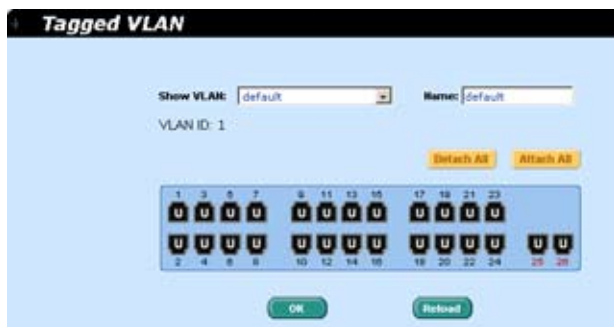 Tagged VLAN
Show VLAN: default Name: default
VLAN ID: 1
Detach All Attach All
1 3 5 7 9 11 13 15 17 19 21 23
U U U U U U U U U U U U
U U U U U U U U U U U U U U
2 4 6 8 10 12 14 16 18 20 22 24 25 26
OK Reload